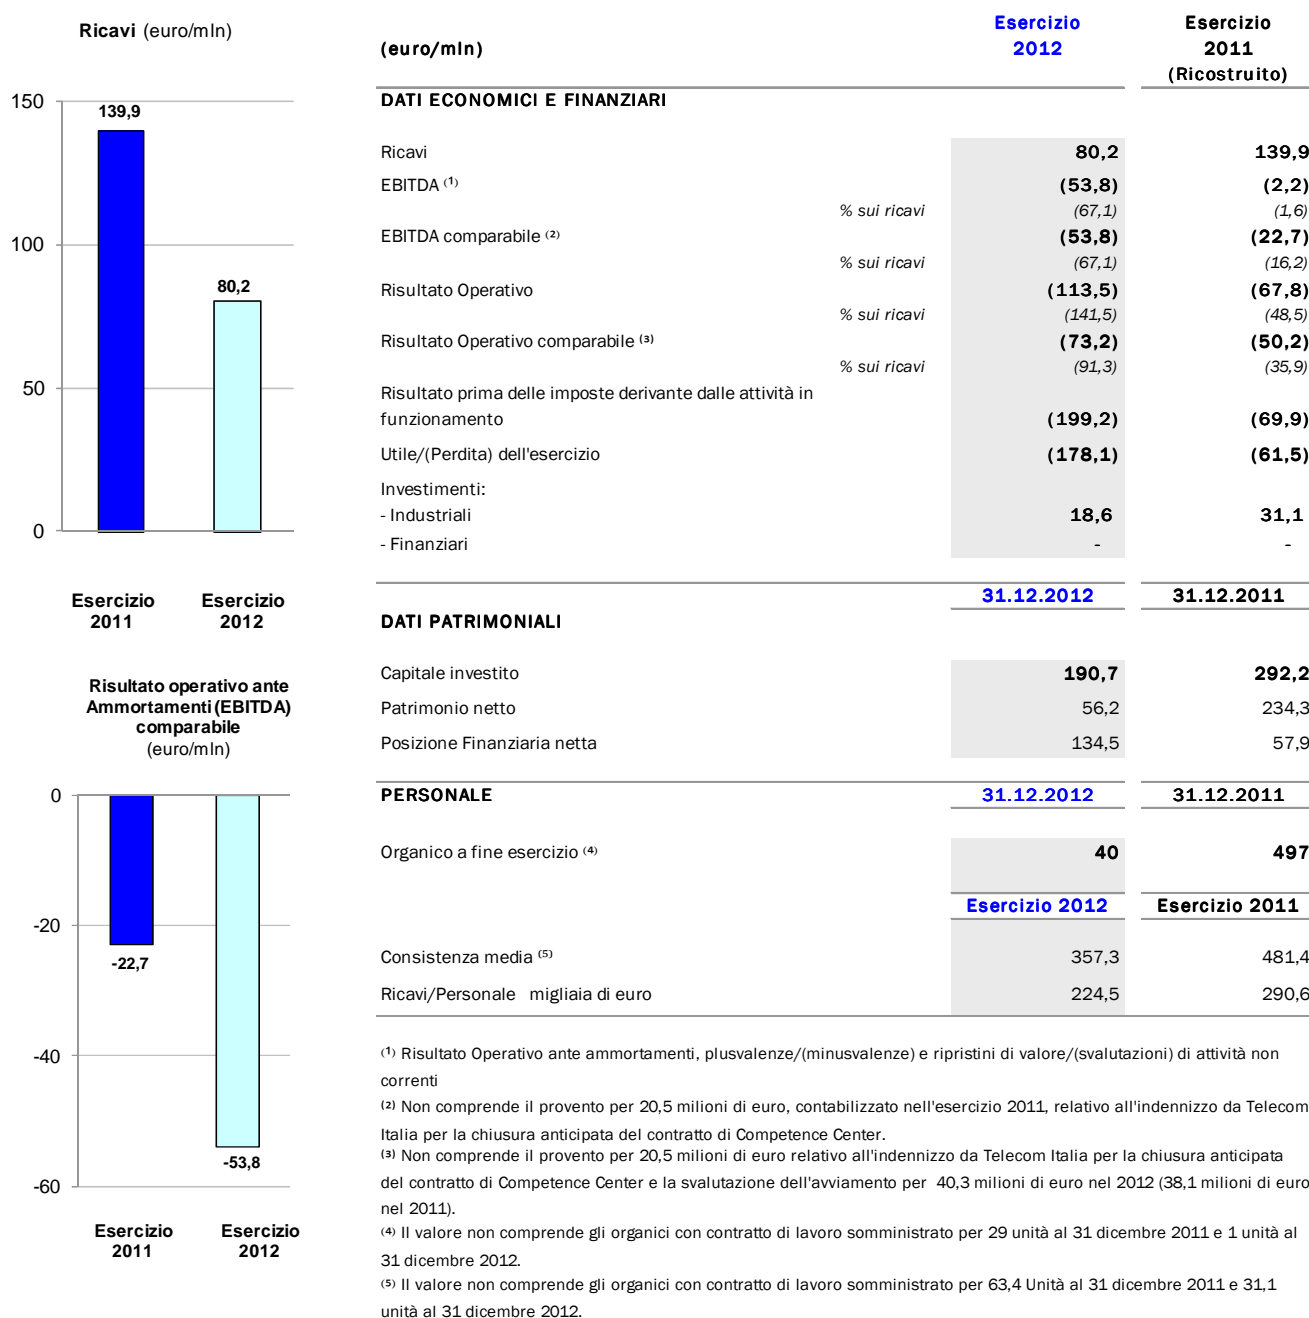 Ricavi (euro/mln)
150
139,9
100
80,2
50
0
Esercizio Esercizio
2011 2012
Risultato operativo ante
Ammortamenti (EBITDA)
comparabile
(euro/mln)
0
-20
-22,7
-40
-53,8
-60
Esercizio Esercizio
2011 2012
Esercizio Esercizio
(euro/mln) 2012 2011
(Ricostruito)
DATI ECONOMICI E FINANZIARI
Ricavi 80,2 139,9
EBITDA (1) (53,8) (2,2)
% sui ricavi (67,1) (1,6)
EBITDA comparabile (2) (53,8) (22,7)
% sui ricavi (67,1) (16,2)
Risultato Operativo (113,5) (67,8)
% sui ricavi (141,5) (48,5)
Risultato Operativo comparabile (3) (73,2) (50,2)
% sui ricavi (91,3) (35,9)
Risultato prima delle imposte derivante dalle attività in
funzionamento (199,2) (69,9)
Utile/(Perdita) dell'esercizio (178,1) (61,5)
Investimenti:
- Industriali 18,6 31,1
- Finanziari - -
31.12.2012 31.12.2011
DATI PATRIMONIALI
Capitale investito 190,7 292,2
Patrimonio netto 56,2 234,3
Posizione Finanziaria netta 134,5 57,9
PERSONALE 31.12.2012 31.12.2011
Organico a fine esercizio (4) 40 497
Esercizio 2012 Esercizio 2011
Consistenza media (5) 357,3 481,4
Ricavi/Personale migliaia di euro 224,5 290,6
(1) Risultato Operativo ante ammortamenti, plusvalenze/(minusvalenze) e ripristini di valore/(svalutazioni) di attività non
correnti
(2) Non comprende il provento per 20,5 milioni di euro, contabilizzato nell'esercizio 2011, relativo all'indennizzo da Telecom
Italia per la chiusura anticipata del contratto di Competence Center.
(3) Non comprende il provento per 20,5 milioni di euro relativo all'indennizzo da Telecom Italia per la chiusura anticipata
del contratto di Competence Center e la svalutazione dell'avviamento per 40,3 milioni di euro nel 2012 (38,1 milioni di euro
nel 2011).
(4) Il valore non comprende gli organici con contratto di lavoro somministrato per 29 unità al 31 dicembre 2011 e 1 unità al
31 dicembre 2012.
(5) Il valore non comprende gli organici con contratto di lavoro somministrato per 63,4 Unità al 31 dicembre 2011 e 31,1
unità al 31 dicembre 2012.